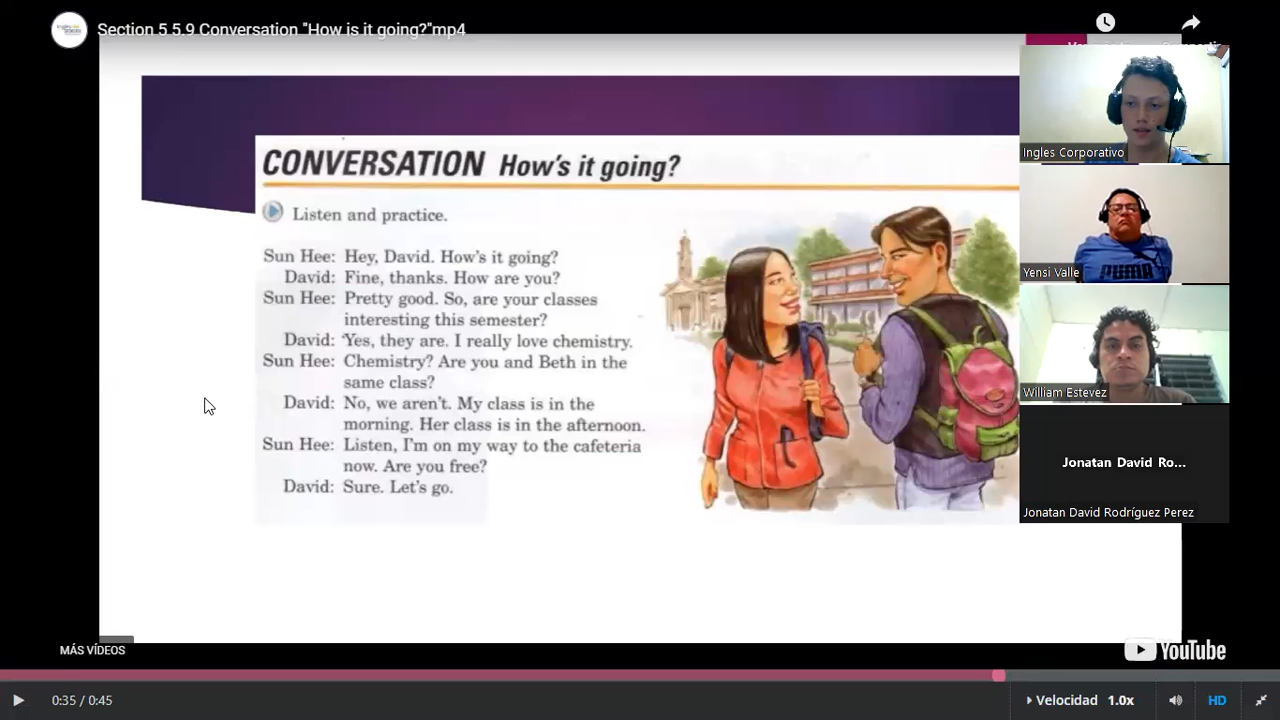 Section 5 5.9 Conversation "How is it going?"mp4
CONVERSATION How's it going?
Listen and practice.
Sun Hee: Hey, David. How's it going?
David: Fine, thanks. How are you?
Sun Hee: Pretty good. So, are your classes
interesting this semester?
David: Yes, they are. I really love chemistry.
Sun Hee: Chemistry? Are you and Beth in the
same class?
David: No, we aren't. My class is in the
morning. Her class is in the afternoon.
Sun Hee: Listen, I'm on my way to the cafeteria
now. Are you free?
David: Sure. Let's go.
Ingles Corporativo
PUMA
Yensi Valle
William Estevez
Jonatan David Ro...
Jonatan David Rodríguez Perez
MÁS VÍDEOS
YouTube
0:35 / 0:45
Velocidad 1.0x
HD